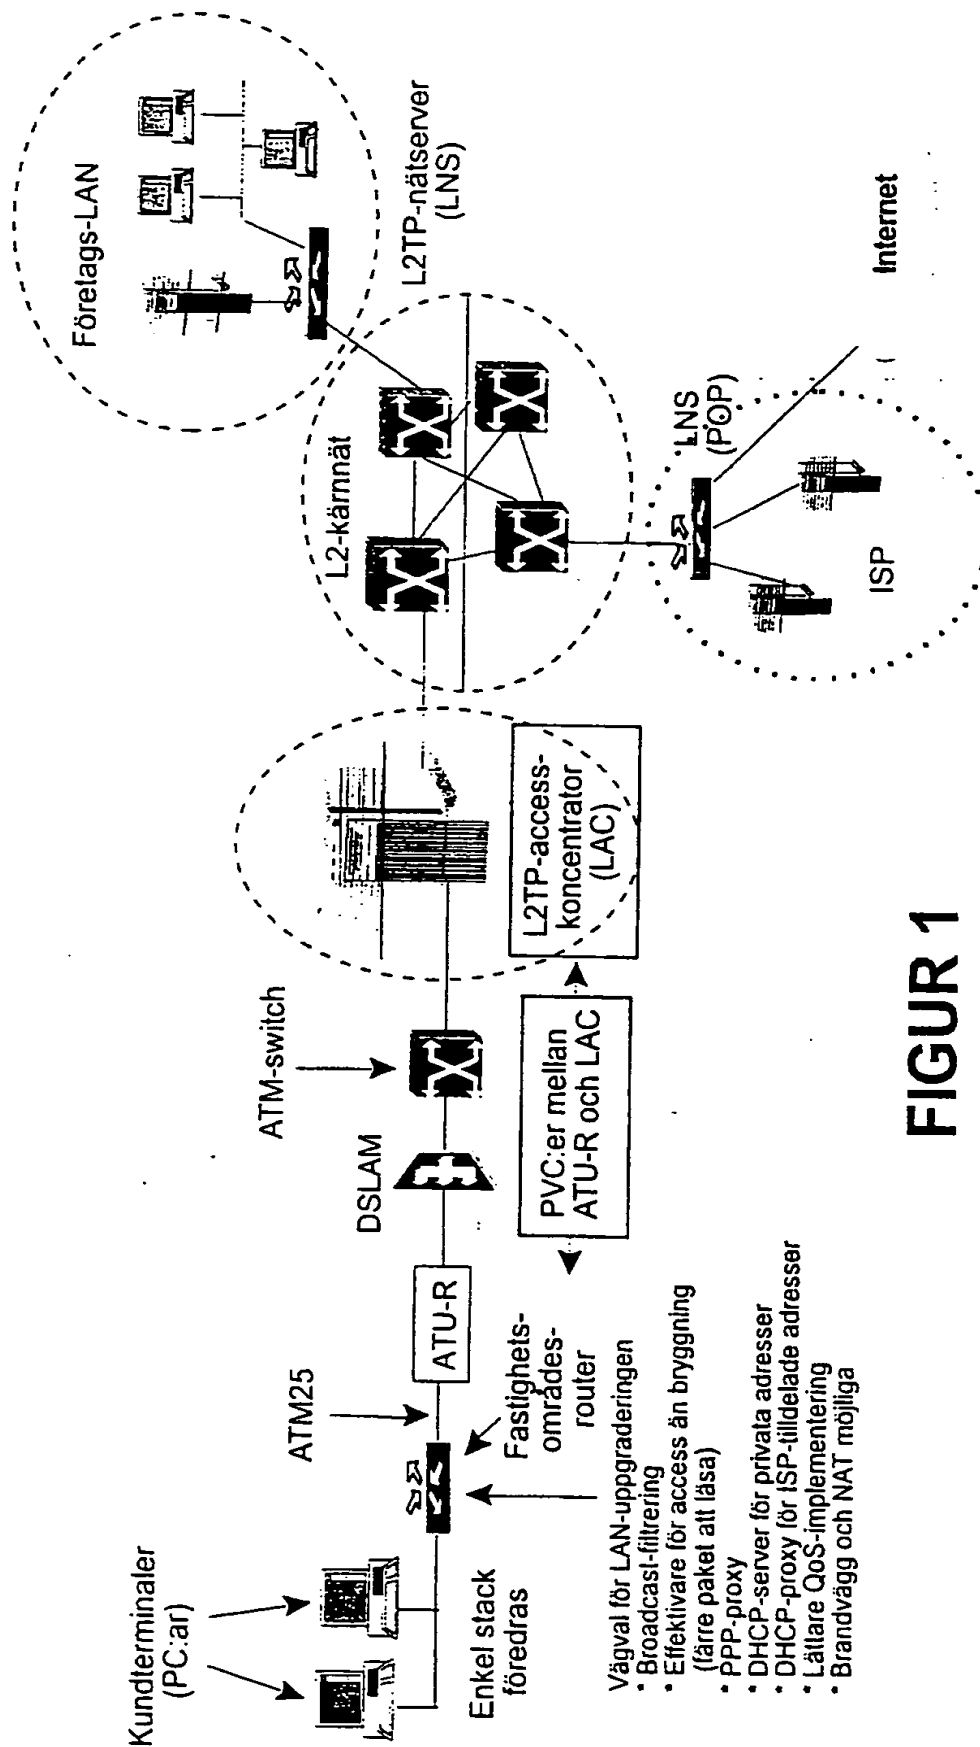 Kundterminaler
(PC:ar)
Enkel stack
föredras
ATM25
Fastighets-
områdes-
router
ATU-R
DSLAM
ATM-switch
PVC:er mellan
ATU-R och LAC
L2TP-access-
koncentrator
(LAC)
L2-kärnnät
Företags-LAN
L2TP-nätserver
(LNS)
LNS
(POP)
ISP
Internet
Vägval för LAN-uppgraderingen
* Broadcast-filtrering
* Effektivare för access än bryggning
(färre paket att läsa)
* PPP-proxy
* DHCP-server för privata adresser
* DHCP-proxy för ISP-tilldelade adresser
* Lättare QoS-implementering
* Brandvägg och NAT möjliga
FIGUR 1